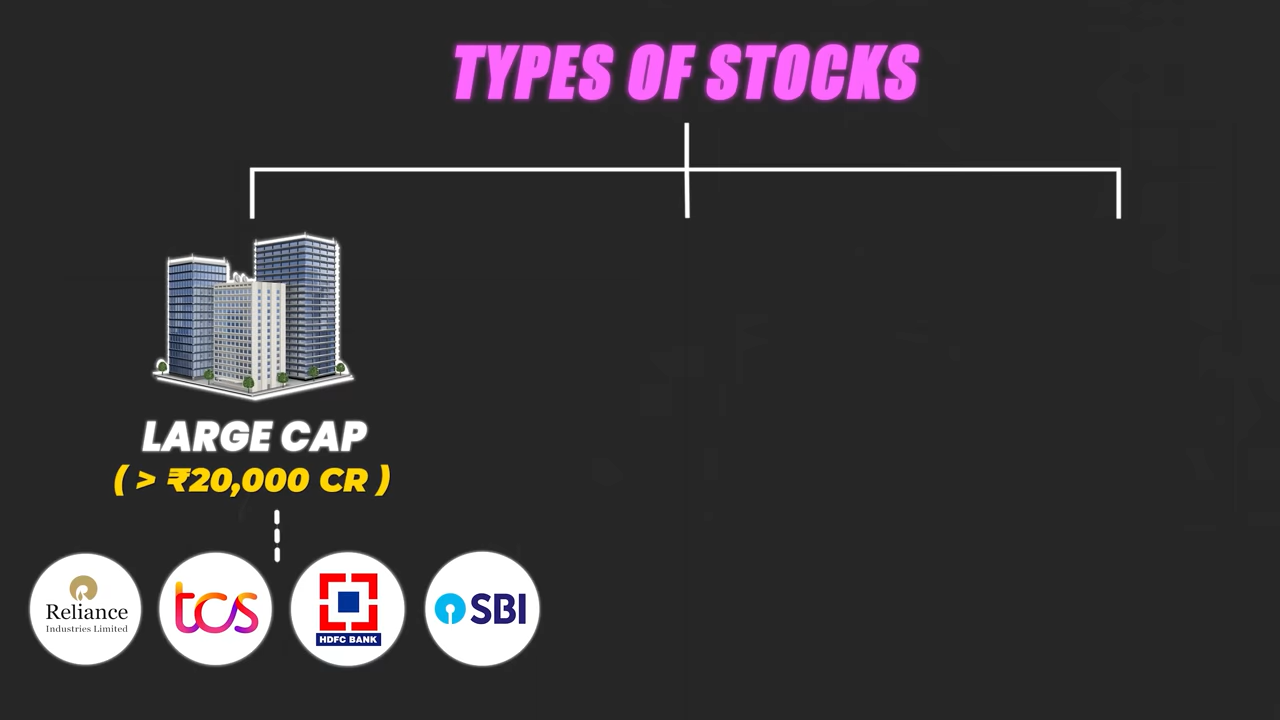 TYPES OF STOCKS
LARGE CAP
( > ₹20,000 CR )
Reliance
Industries Limited
tcs
HDFC BANK
SBI